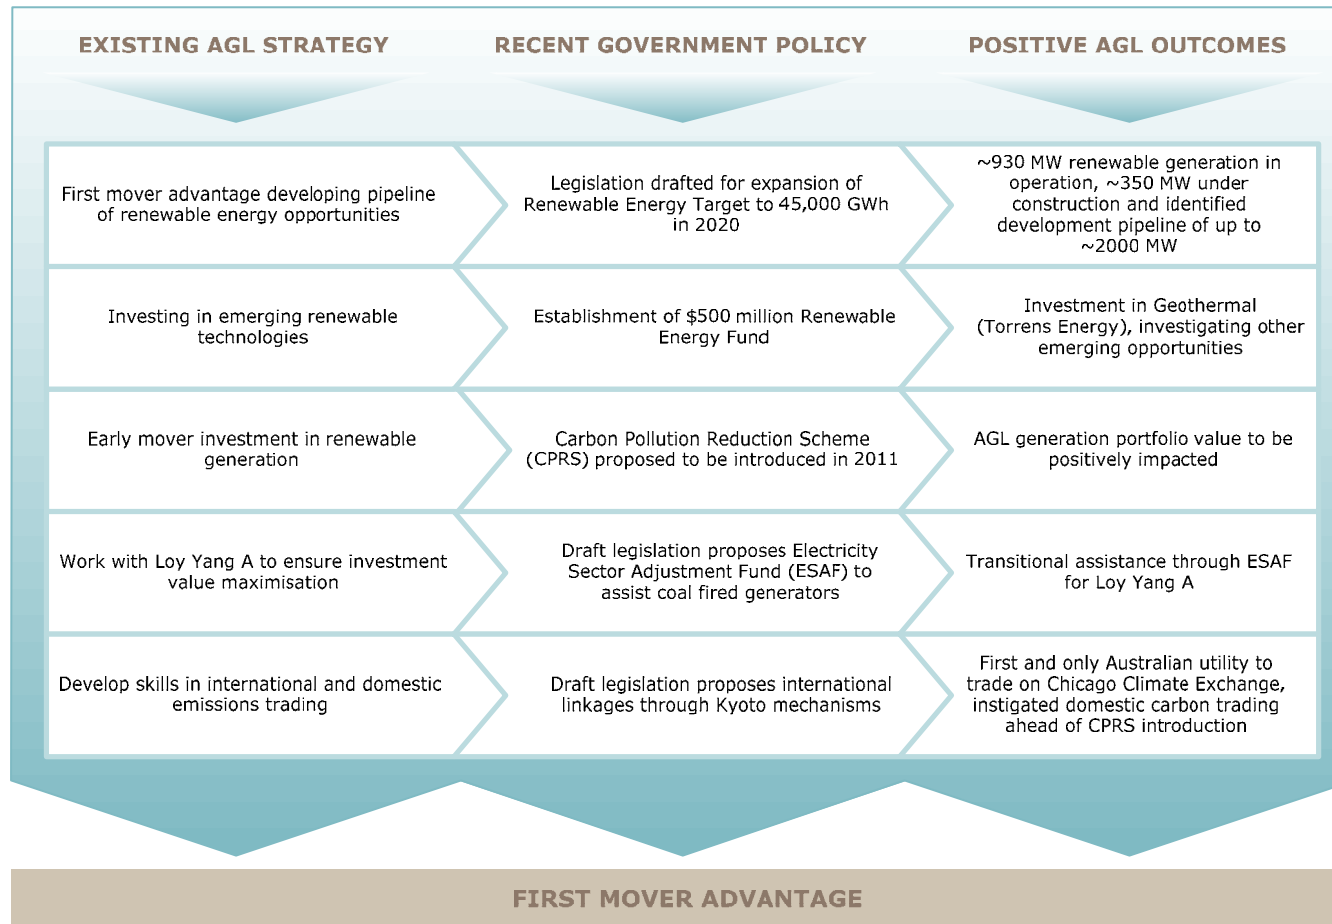 EXISTING AGL STRATEGY
RECENT GOVERNMENT POLICY
POSITIVE AGL OUTCOMES
First mover advantage developing pipeline
of renewable energy opportunities
Legislation drafted for expansion of
Renewable Energy Target to 45,000 GWh
in 2020
~930 MW renewable generation in
operation, ~350 MW under
construction and identified
development pipeline of up to
~2000 MW
Investing in emerging renewable
technologies
Establishment of $500 million Renewable
Energy Fund
Investment in Geothermal
(Torrens Energy), investigating other
emerging opportunities
Early mover investment in renewable
generation
Carbon Pollution Reduction Scheme
(CPRS) proposed to be introduced in 2011
AGL generation portfolio value to be
positively impacted
Work with Loy Yang A to ensure investment
value maximisation
Draft legislation proposes Electricity
Sector Adjustment Fund (ESAF) to
assist coal fired generators
Transitional assistance through ESAF
for Loy Yang A
Develop skills in international and domestic
emissions trading
Draft legislation proposes international
linkages through Kyoto mechanisms
First and only Australian utility to
trade on Chicago Climate Exchange,
instigated domestic carbon trading
ahead of CPRS introduction
FIRST MOVER ADVANTAGE